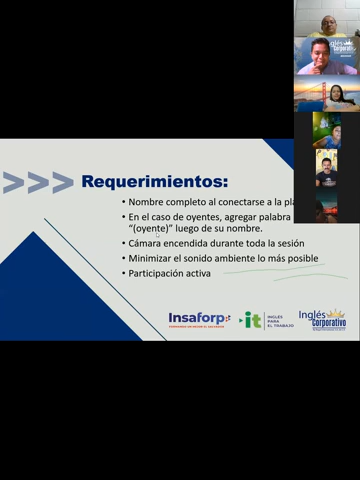 Inglés
corporativo
>>> Requerimientos:
• Nombre completo al conectarse a la
• En el caso de oyentes, agregar palabra
"(oyente)" luego de su nombre.
• Cámara encendida durante toda la sesión
• Minimizar el sonido ambiente lo más posible
• Participación activa
Insaforp
it
INGLÉS
PARA
EL TRABAJO
Inglés
corporativo